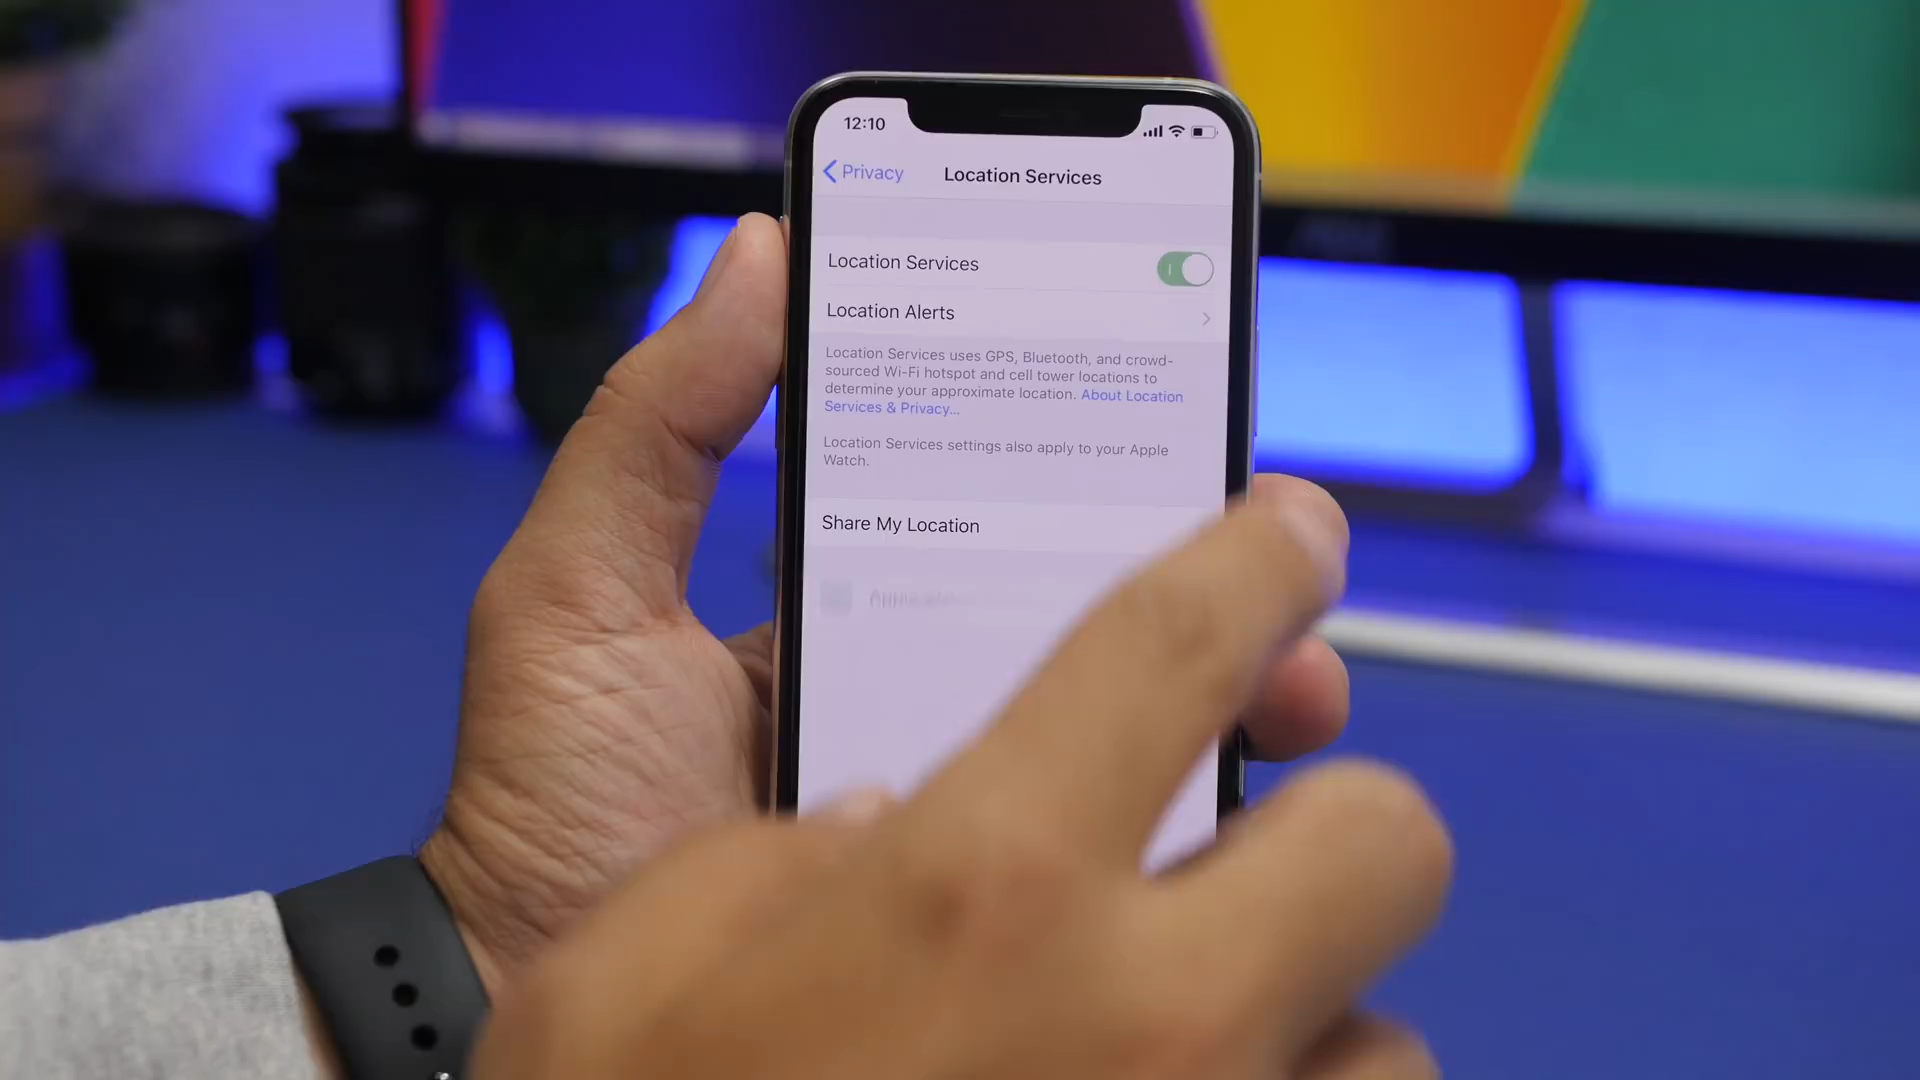 12:10
Privacy
Location Services
Location Services
Location Alerts
Location Services uses GPS, Bluetooth, and crowd-
sourced Wi-Fi hotspot and cell tower locations to
determine your approximate location. About Location
Services & Privacy...
Location Services settings also apply to your Apple
Watch.
Share My Location